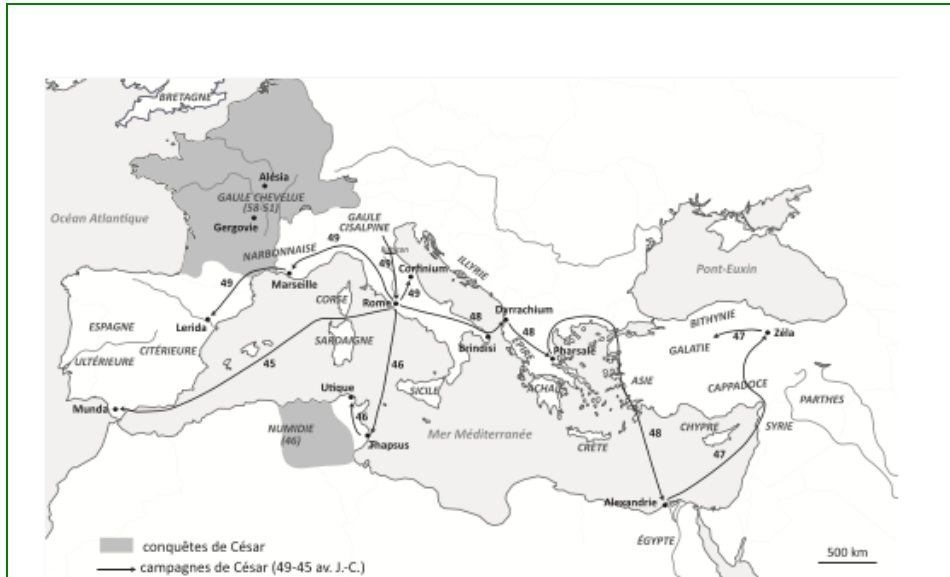 BRETAGNE
Alésia
GAULE CHEVELUE
(58-51)
Gergovie
Océan Atlantique
GAULE
CISALPINE
NARBONNAISE
49
49
Corfinium
ILLYRIE
Pont-Euxin
49
Marseille
CORSE
Rome
49
Dyrrachium
BITHYNIE
Lerida
48
48
Zéla
ESPAGNE
SARDAIGNE
Brindisi
ÉPIRE
Pharsale
GALATIE
47
CITÉRIEURE
ULTÉRIEURE
45
46
ASIE
CAPPADOCE
Utique
SICILE
ACHAÏE
PARTHES
Munda
46
NUMIDIE
(46)
Thapsus
Mer Méditerranée
CRÈTE
48
CHYPRE
SYRIE
47
Alexandrie
ÉGYPTE
conquêtes de César
500 km
campagnes de César (49-45 av. J.-C.)